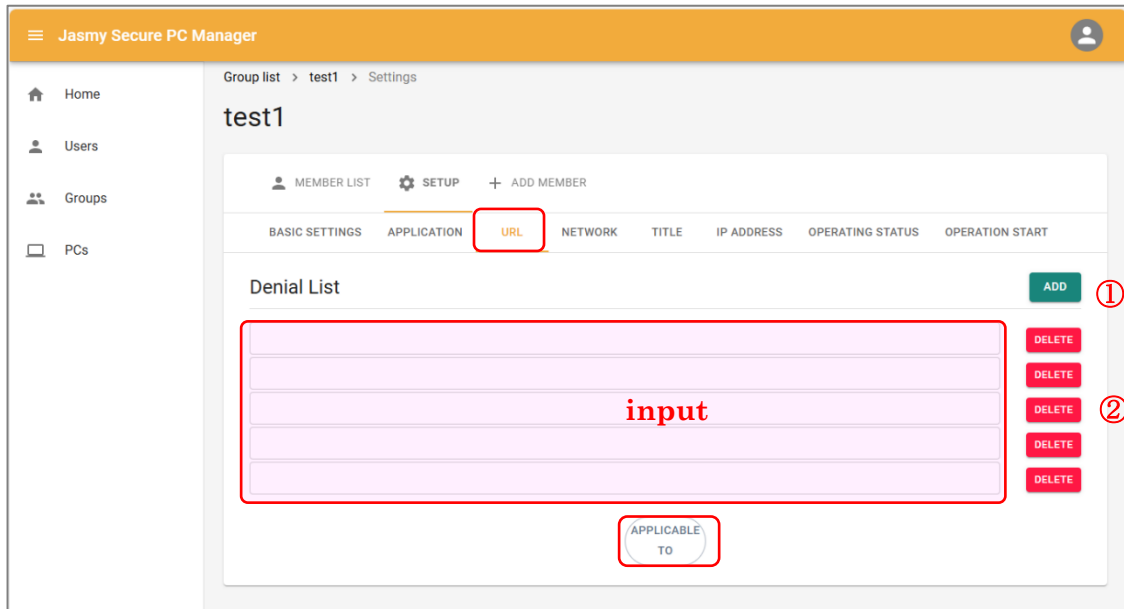 Jasmy Secure PC Manager
Home
Users
Groups
PCs
Group list > test1 > Settings
test1
MEMBER LIST SETUP + ADD MEMBER
BASIC SETTINGS APPLICATION URL NETWORK TITLE IP ADDRESS OPERATING STATUS OPERATION START
Denial List ADD ①
DELETE
DELETE
input DELETE ②
DELETE
DELETE
APPLICABLE
TO